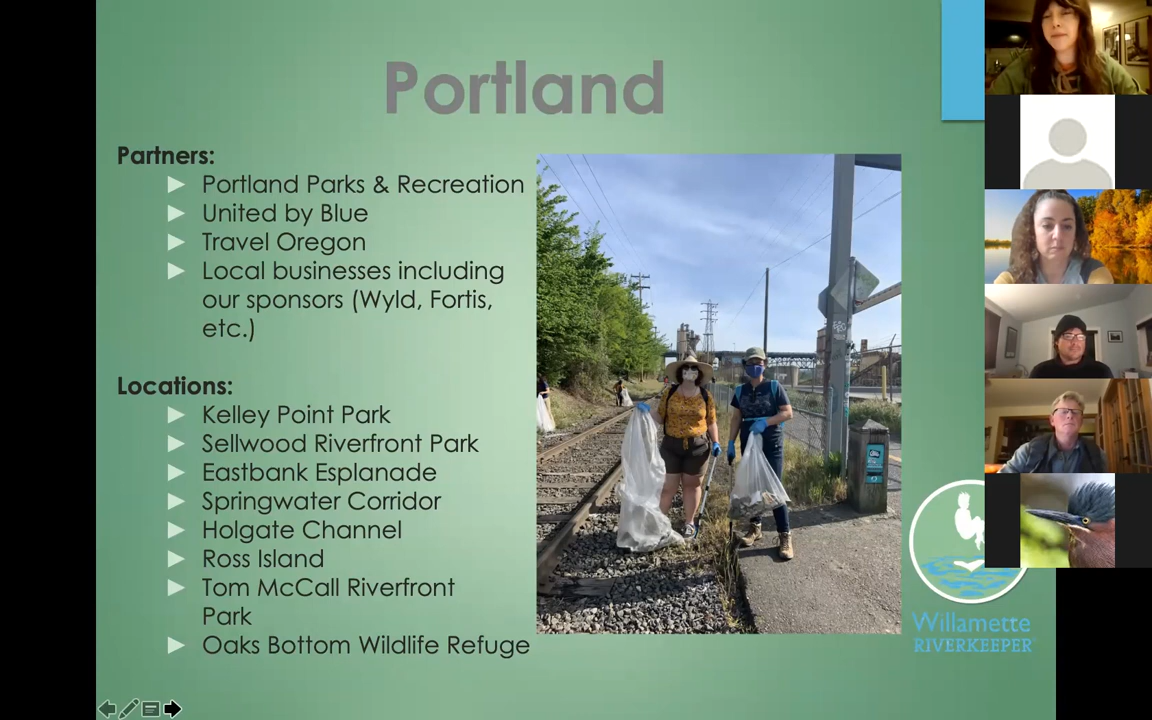 Portland
Partners:
Portland Parks & Recreation
United by Blue
Travel Oregon
Local businesses including
our sponsors (Wyld, Fortis,
etc.)
Locations:
Kelley Point Park
Sellwood Riverfront Park
Eastbank Esplanade
Springwater Corridor
Holgate Channel
Ross Island
Tom McCall Riverfront
Park
Oaks Bottom Wildlife Refuge
Willamette
RIVERKEEPER